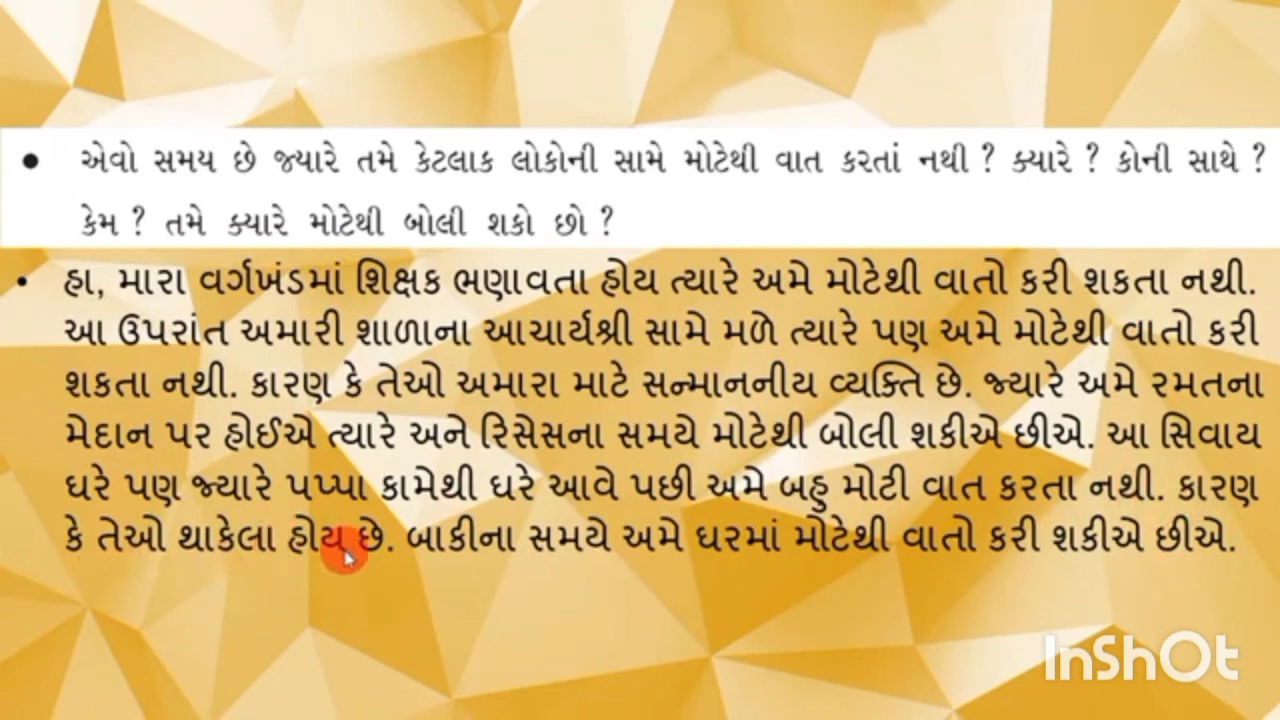 • એવો સમય છે જ્યારે તમે કેટલાક લોકોની સામે મોટેથી વાત કરતાં નથી ? ક્યારે ? કોની સાથે ?
કેમ ? તમે ક્યારે મોટેથી બોલી શકો છો ?
• હા, મારા વર્ગખંડમાં શિક્ષક ભણાવતા હોય ત્યારે અમે મોટેથી વાતો કરી શકતા નથી.
આ ઉપરાંત અમારી શાળાના આચાર્યશ્રી સામે મળે ત્યારે પણ અમે મોટેથી વાતો કરી
શકતા નથી. કારણ કે તેઓ અમારા માટે સન્માનનીય વ્યક્તિ છે. જ્યારે અમે રમતના
મેદાન પર હોઈએ ત્યારે અને રિસેસના સમયે મોટેથી બોલી શકીએ છીએ. આ સિવાય
ઘરે પણ જ્યારે પપ્પા કામેથી ઘરે આવે પછી અમે બહુ મોટી વાત કરતા નથી. કારણ
કે તેઓ થાકેલા હોય છે. બાકીના સમયે અમે ઘરમાં મોટેથી વાતો કરી શકીએ છીએ.
InShOt